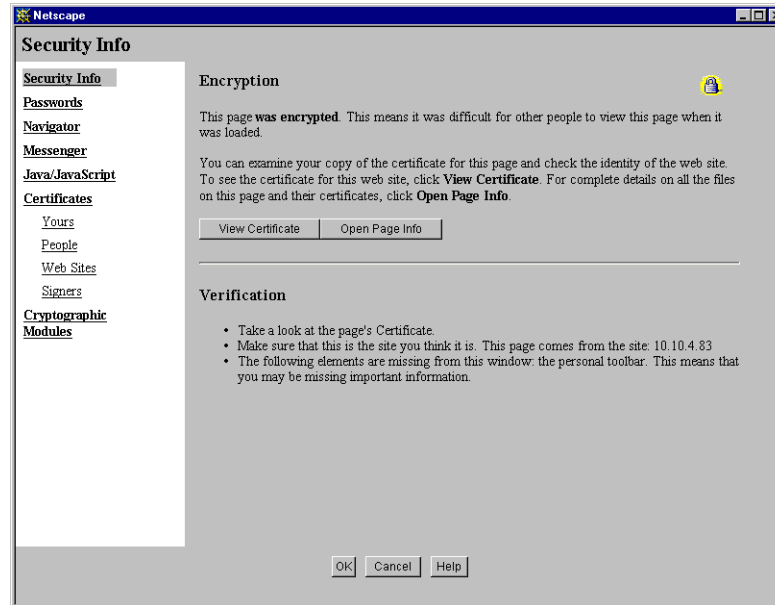 Netscape
Security Info
Security Info
Passwords
Navigator
Messenger
Java/JavaScript
Certificates
Yours
People
Web Sites
Signers
Cryptographic
Modules
Encryption
This page was encrypted. This means it was difficult for other people to view this page when it
was loaded.
You can examine your copy of the certificate for this page and check the identity of the web site.
To see the certificate for this web site, click View Certificate. For complete details on all the files
on this page and their certificates, click Open Page Info.
View Certificate Open Page Info
Verification
• Take a look at the page's Certificate.
• Make sure that this is the site you think it is. This page comes from the site: 10.10.4.83
• The following elements are missing from this window: the personal toolbar. This means that
you may be missing important information.
OK Cancel Help